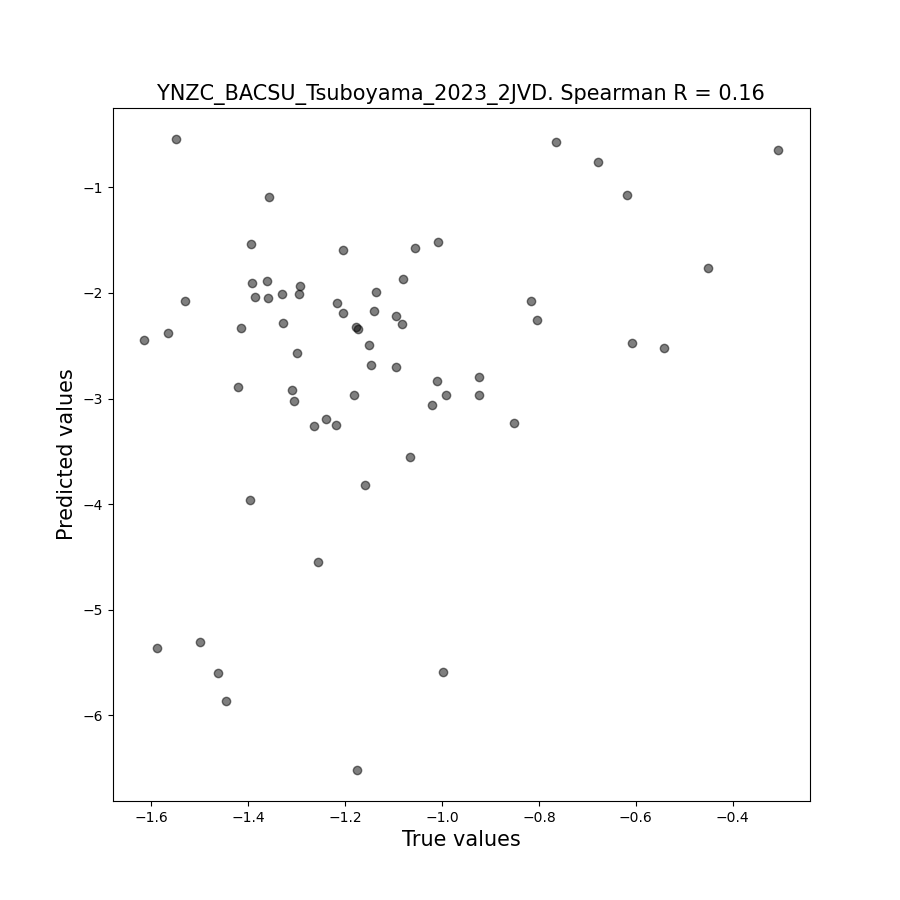 YNZC_BACSU_Tsuboyama_2023_2JVD. Spearman R = 0.16
Predicted values
−1
−2
−3
−4
−5
−6
−1.6 −1.4 −1.2 −1.0 −0.8 −0.6 −0.4
True values